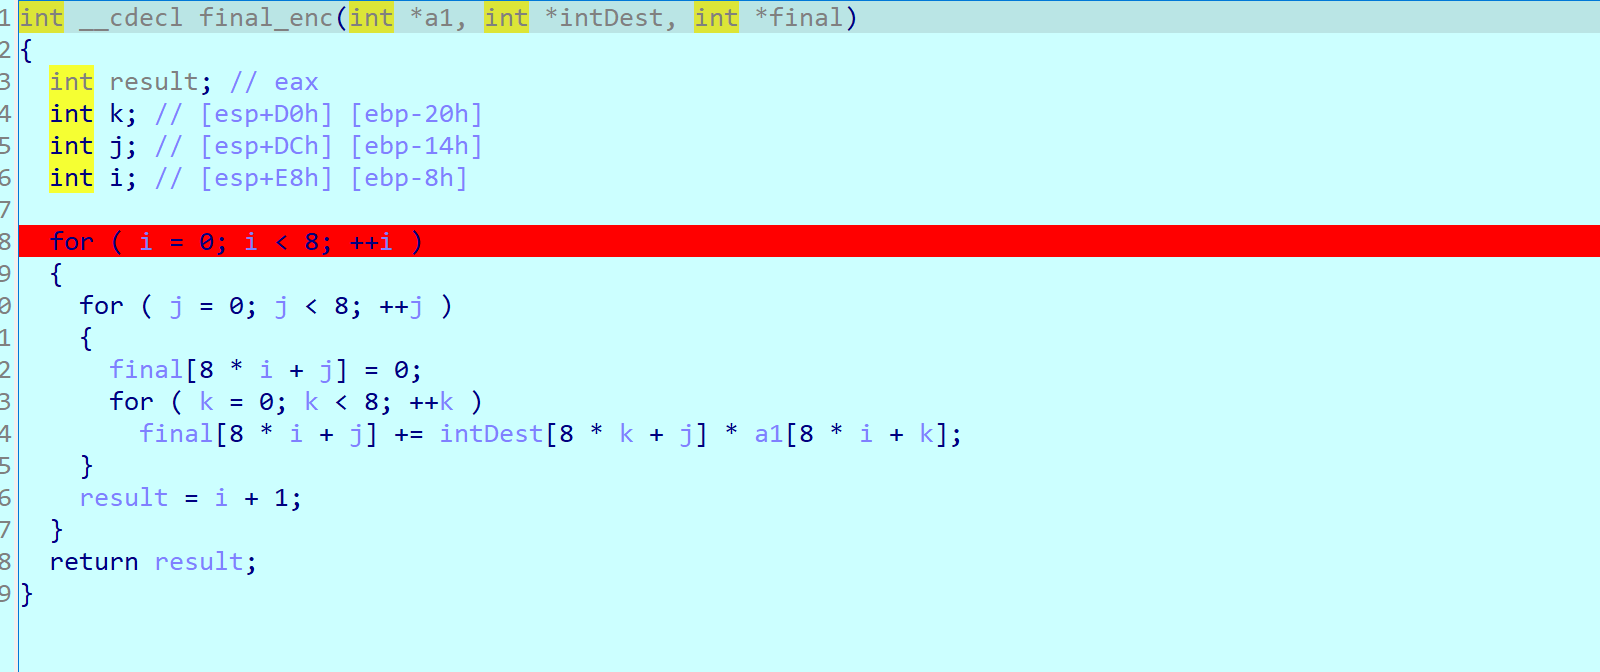 1 int __cdecl final_enc(int *a1, int *intDest, int *final)
2 {
3   int result; // eax
4   int k; // [esp+D0h] [ebp-20h]
5   int j; // [esp+DCh] [ebp-14h]
6   int i; // [esp+E8h] [ebp-8h]
7
8   for ( i = 0; i < 8; ++i )
9   {
0     for ( j = 0; j < 8; ++j )
1     {
2       final[8 * i + j] = 0;
3       for ( k = 0; k < 8; ++k )
4         final[8 * i + j] += intDest[8 * k + j] * a1[8 * i + k];
5     }
6     result = i + 1;
7   }
8   return result;
9 }